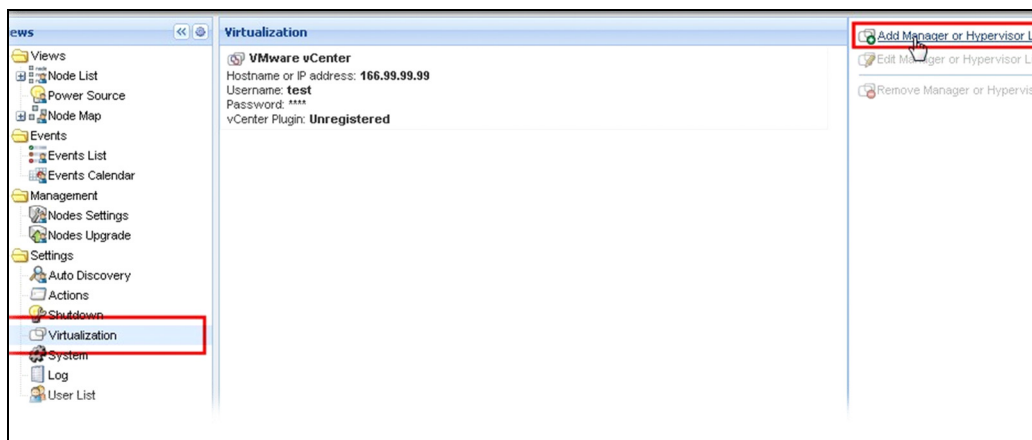 ews
Views
Node List
Power Source
Node Map
Events
Events List
Events Calendar
Management
Nodes Settings
Nodes Upgrade
Settings
Auto Discovery
Actions
Shutdown
Virtualization
System
Log
User List
Virtualization
VMware vCenter
Hostname or IP address: 166.99.99.99
Username: test
Password: ****
vCenter Plugin: Unregistered
Add Manager or Hypervisor L
Edit Manager or Hypervisor L
Remove Manager or Hypervis